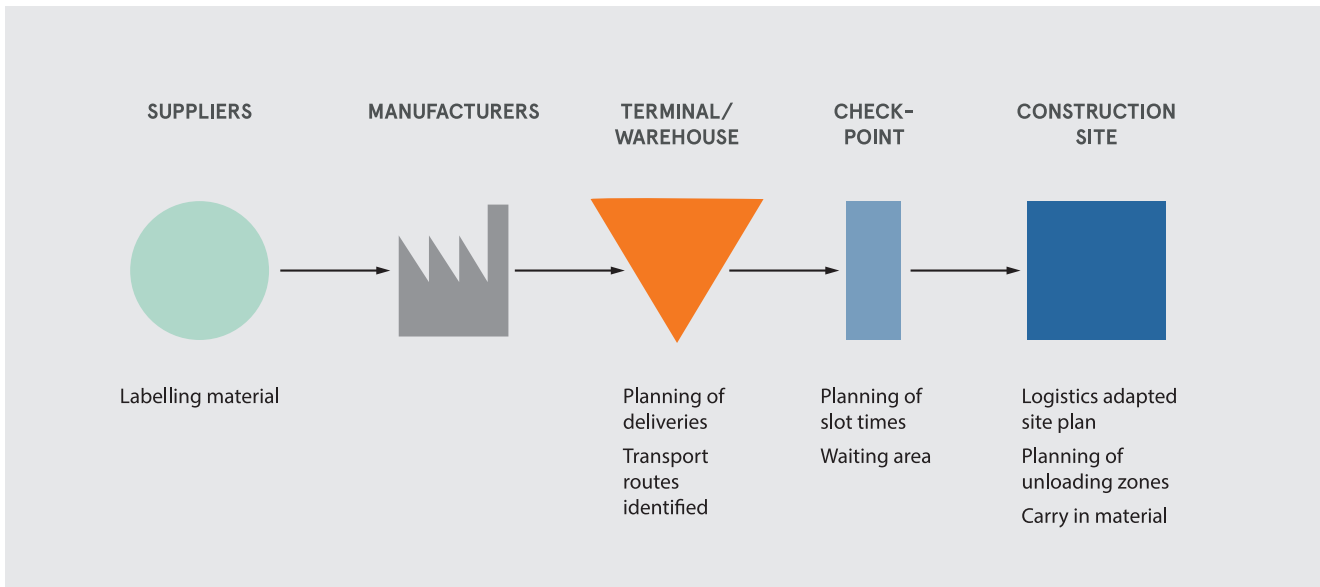 SUPPLIERS
MANUFACTURERS
TERMINAL/
WAREHOUSE
CHECK-
POINT
CONSTRUCTION
SITE
Labelling material
Planning of
deliveries
Transport
routes
identified
Planning of
slot times
Waiting area
Logistics adapted
site plan
Planning of
unloading zones
Carry in material